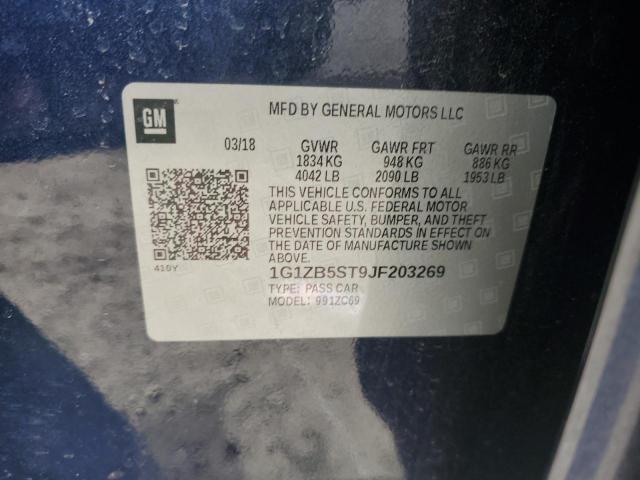 GM
MFD BY GENERAL MOTORS LLC
03/18 GVWR GAWR FRT GAWR RR
1834 KG 948 KG 886 KG
4042 LB 2090 LB 1953 LB
THIS VEHICLE CONFORMS TO ALL
APPLICABLE U.S. FEDERAL MOTOR
VEHICLE SAFETY, BUMPER, AND THEFT
PREVENTION STANDARDS IN EFFECT ON
THE DATE OF MANUFACTURE SHOWN
ABOVE.
419Y
1G1ZB5ST9JF203269
TYPE: PASS CAR
MODEL: 991ZC69